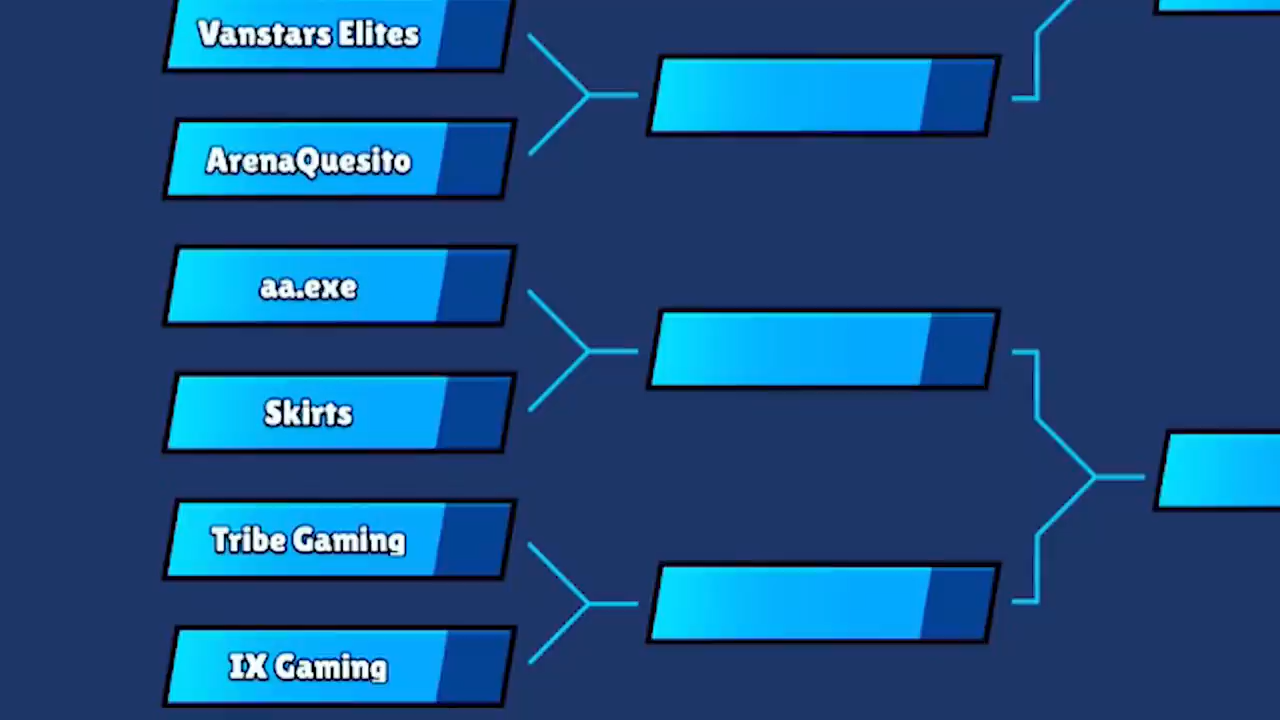 Vanstars Elites
ArenaQuesito
aa.exe
Skirts
Tribe Gaming
IX Gaming